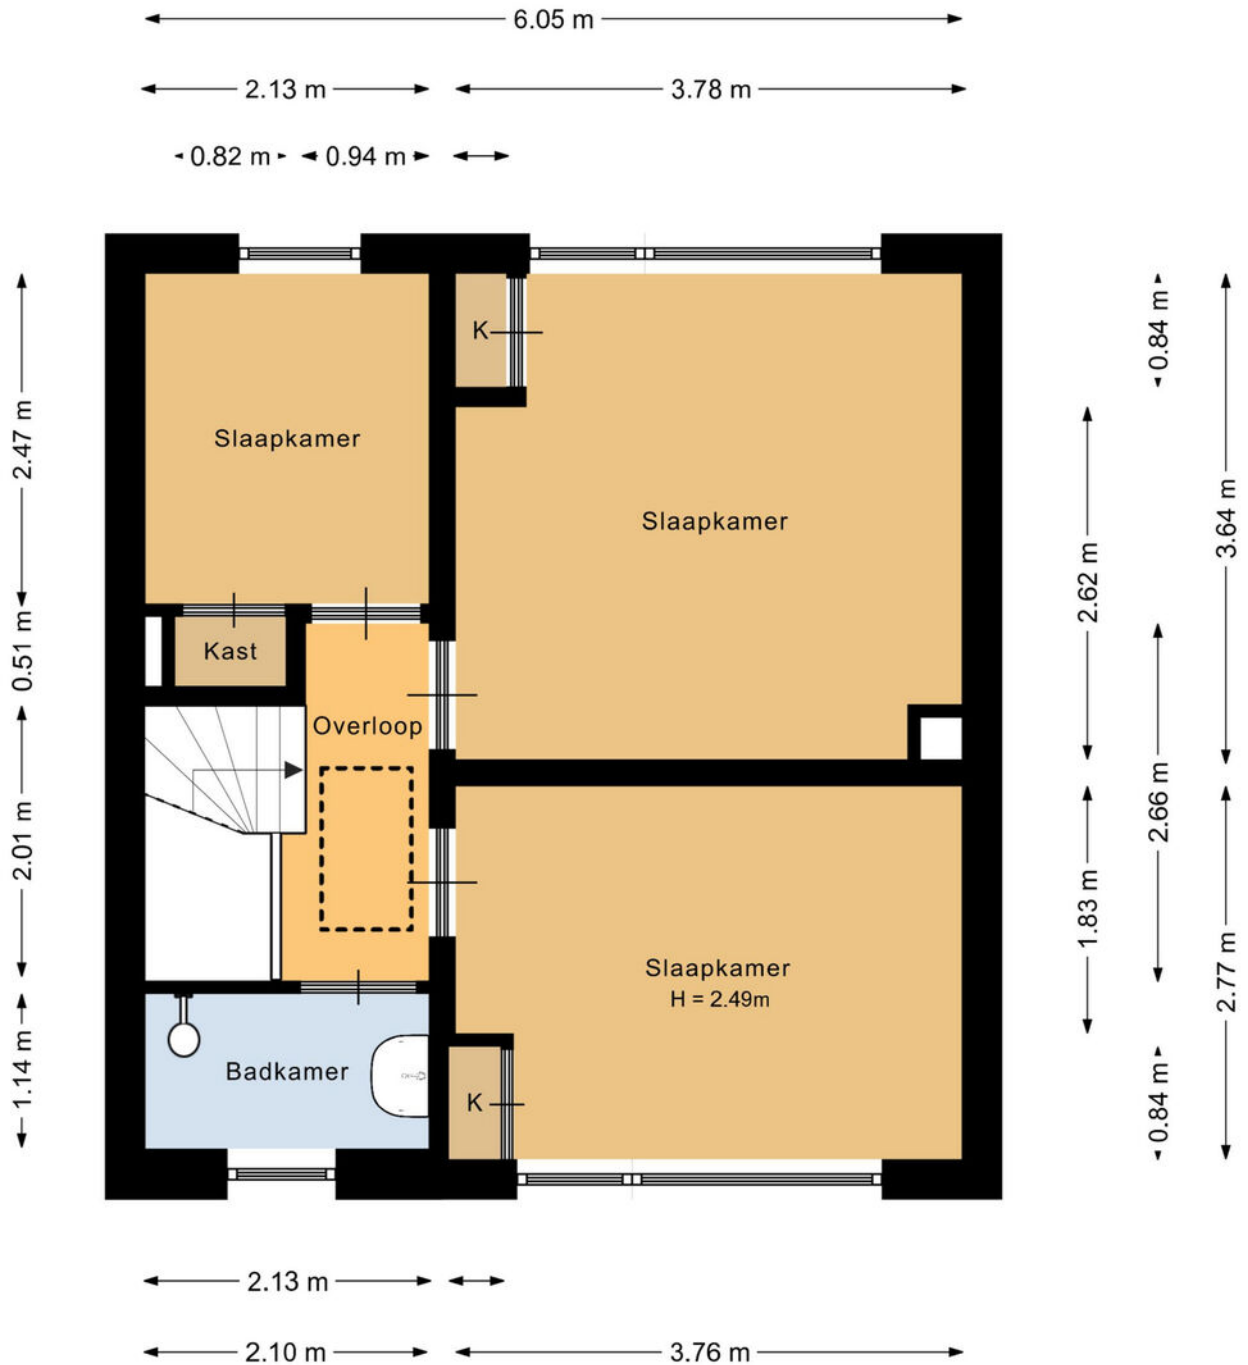 6.05 m
2.13 m
3.78 m
0.82 m
0.94 m
K
0.84 m
2.47 m
Slaapkamer
Slaapkamer
3.64 m
2.62 m
0.51 m
Kast
Overloop
2.66 m
2.01 m
1.83 m
Slaapkamer
H = 2.49m
2.77 m
1.14 m
Badkamer
K
0.84 m
2.13 m
2.10 m
3.76 m